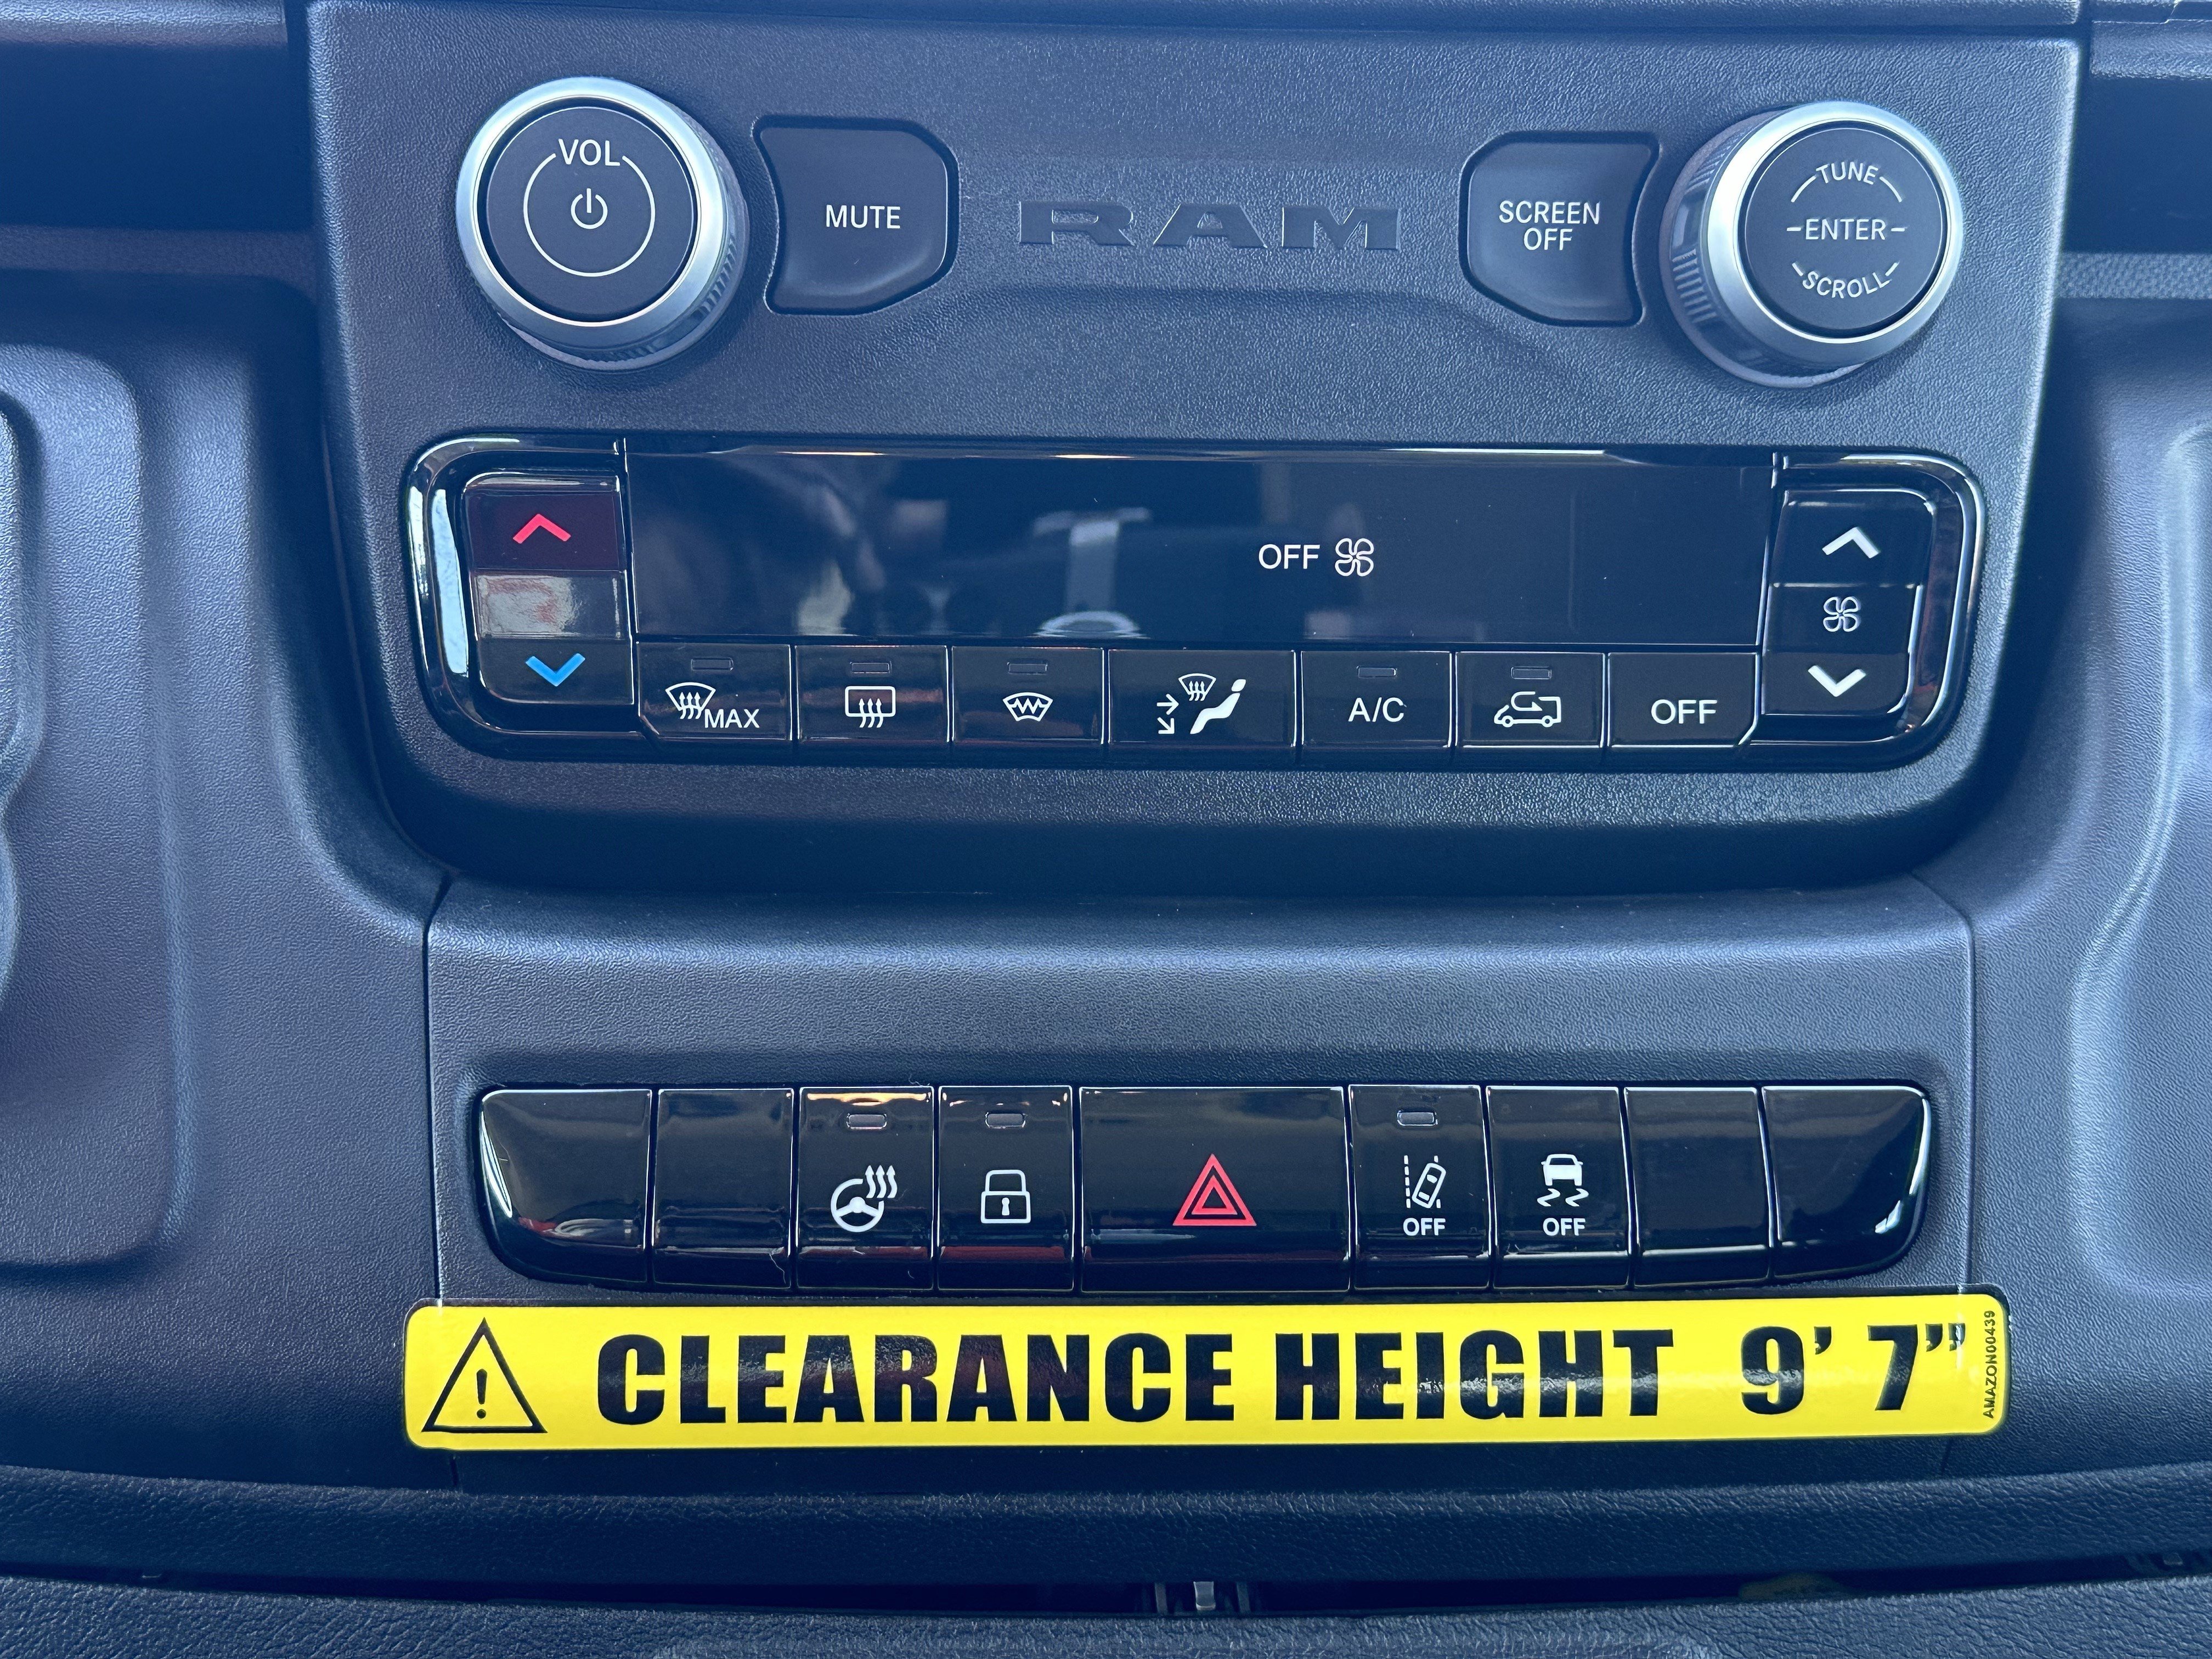 VOL
MUTE
RAM
SCREEN
OFF
TUNE
ENTER
SCROLL
OFF
MAX
A/C
OFF
OFF
OFF
CLEARANCE HEIGHT 9’ 7”
AMAZON00439